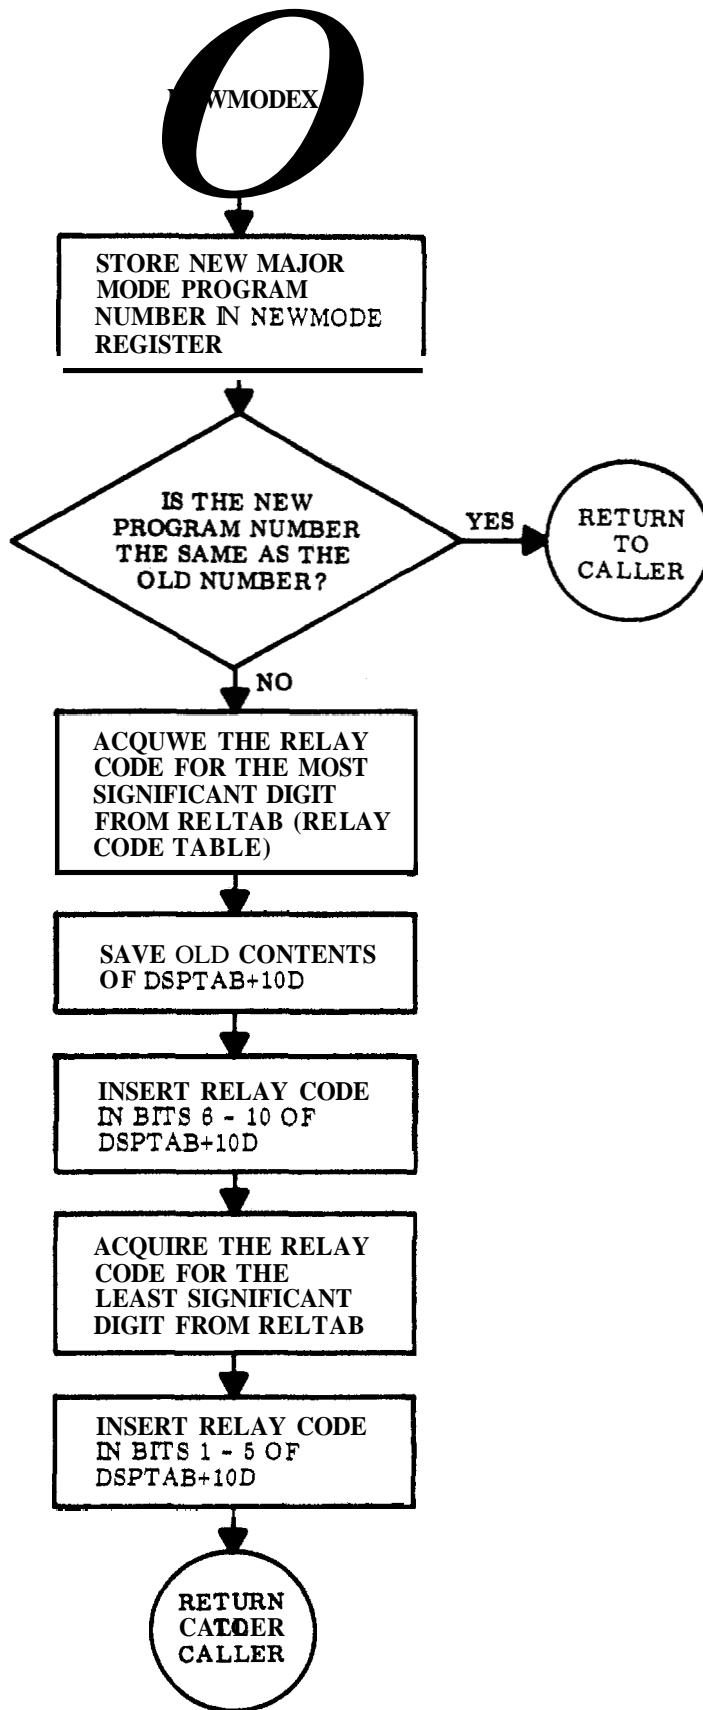 WMODEX
STORE NEW MAJOR
MODE PROGRAM
NUMBER IN NEWMODE
REGISTER
IS THE NEW
PROGRAM NUMBER
THE SAME AS THE
OLD NUMBER?
YES
RETURN
TO
CALLER
NO
ACQUWE THE RELAY
CODE FOR THE MOST
SIGNIFICANT DIGIT
FROM RELTAB (RELAY
CODE TABLE)
SAVE OLD CONTENTS
OF DSPTAB+10D
INSERT RELAY CODE
IN BITS 6 - 10 OF
DSPTAB+10D
ACQUIRE THE RELAY
CODE FOR THE
LEAST SIGNIFICANT
DIGIT FROM RELTAB
INSERT RELAY CODE
IN BITS 1 - 5 OF
DSPTAB+10D
RETURN
CALLER